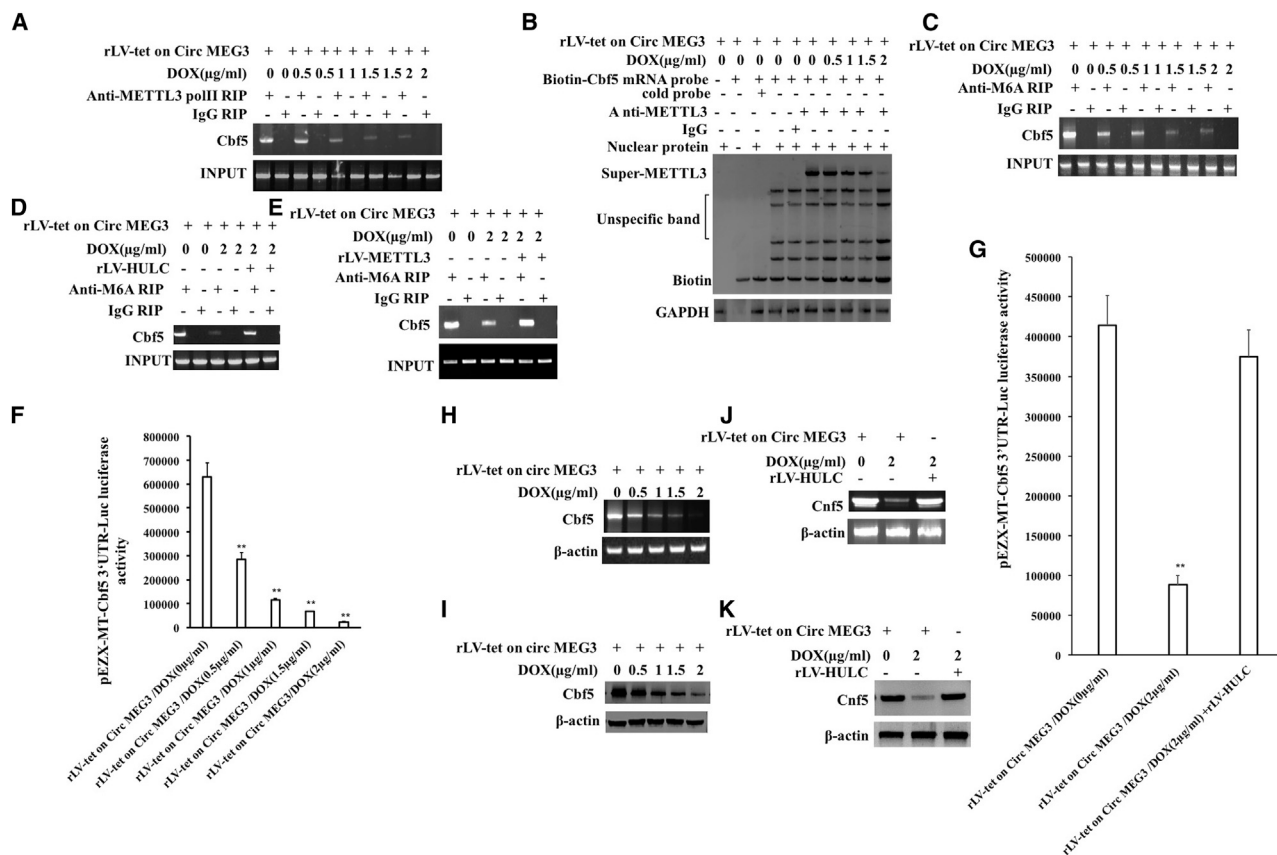 A
rLV-tet on Circ MEG3 + + + + + + + + + +
DOX(µg/ml) 0 0 0.5 0.5 1 1 1.5 1.5 2 2
Anti-METTL3 polII RIP + - + - + - + - + -
IgG RIP - + - + - + - + - +
Cbf5
INPUT
B
rLV-tet on Circ MEG3 + + + + + + + + + +
DOX(µg/ml) 0 0 0 0 0 0 0.5 1 1.5 2
Biotin-Cbf5 mRNA probe - + + + + + + + + +
cold probe - - + - - - - - - -
Anti-METTL3 - - - - - + + + + +
IgG - - - - + - - - - -
Nuclear protein + - + + + + + + + +
Super-METTL3
Unspecific band
Biotin
GAPDH
C
rLV-tet on Circ MEG3 + + + + + + + + + +
DOX(µg/ml) 0 0 0.5 0.5 1 1 1.5 1.5 2 2
Anti-M6A RIP + - + - + - + - + -
IgG RIP - + - + - + - + - +
Cbf5
INPUT
D
rLV-tet on Circ MEG3 + + + + + +
DOX(µg/ml) 0 0 2 2 2 2
rLV-HULC - - - - + +
Anti-M6A RIP + - + - + -
IgG RIP - + - + - +
Cbf5
INPUT
E
rLV-tet on Circ MEG3 + + + + + +
DOX(µg/ml) 0 0 2 2 2 2
rLV-METTL3 - - - - + +
Anti-M6A RIP + - + - + -
IgG RIP - + - + - +
Cbf5
INPUT
F
pEZX-MT-Cbf5 3'UTR-Luc luciferase
activity
800000
700000
600000
500000
400000
300000
200000
100000
0
**
**
**
**
rLV-tet on Circ MEG3 /DOX(0µg/ml)
rLV-tet on Circ MEG3 /DOX(0.5µg/ml)
rLV-tet on Circ MEG3 /DOX(1µg/ml)
rLV-tet on Circ MEG3 /DOX(1.5µg/ml)
rLV-tet on Circ MEG3/DOX(2µg/ml)
G
pEZX-MT-Cbf5 3'UTR-Luc luciferase activity
500000
450000
400000
350000
300000
250000
200000
150000
100000
50000
0
**
rLV-tet on Circ MEG3 /DOX(0µg/ml)
rLV-tet on Circ MEG3 /DOX(2µg/ml)
rLV-tet on Circ MEG3 /DOX(2µg/ml)+rLV-HULC
H
rLV-tet on circ MEG3 + + + + +
DOX(µg/ml) 0 0.5 1 1.5 2
Cbf5
β-actin
I
rLV-tet on circ MEG3 + + + + +
DOX(µg/ml) 0 0.5 1 1.5 2
Cbf5
β-actin
J
rLV-tet on Circ MEG3 + + -
DOX(µg/ml) 0 2 2
rLV-HULC - - +
Cnf5
β-actin
K
rLV-tet on Circ MEG3 + + -
DOX(µg/ml) 0 2 2
rLV-HULC - - +
Cnf5
β-actin